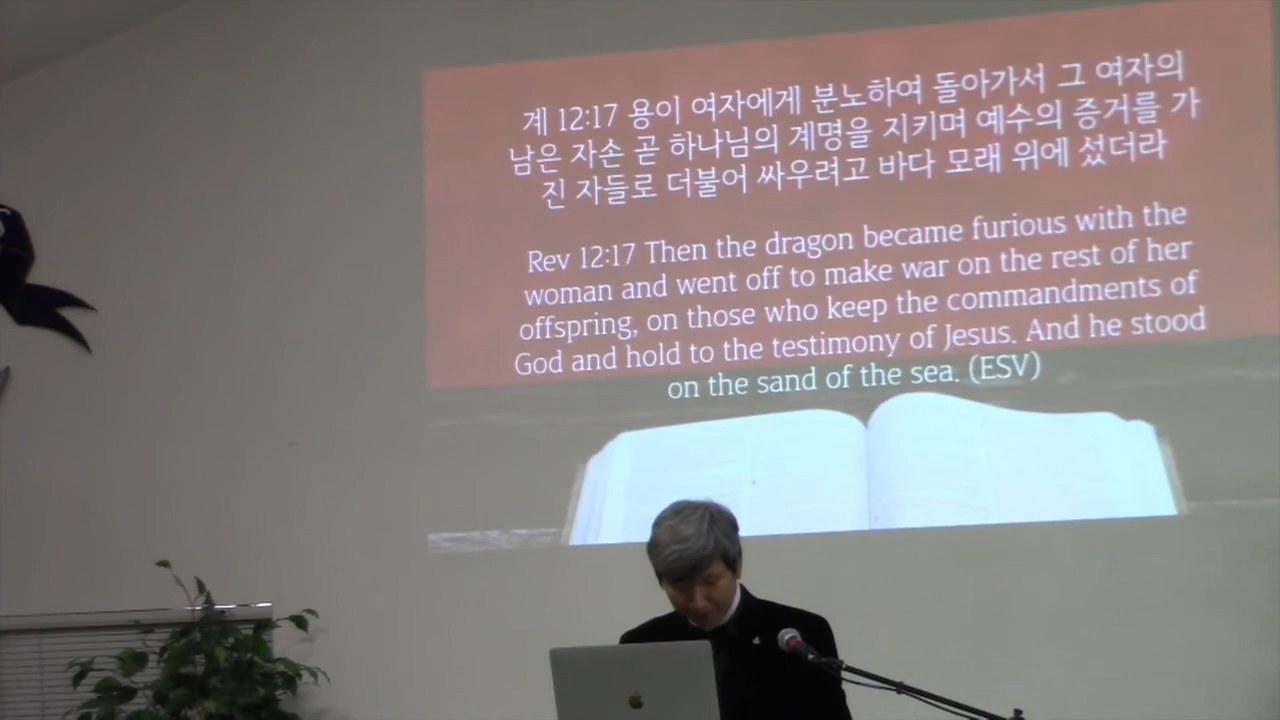 계 12:17 용이 여자에게 분노하여 돌아가서 그 여자의
남은 자손 곧 하나님의 계명을 지키며 예수의 증거를 가
진 자들로 더불어 싸우려고 바다 모래 위에 섰더라
Rev 12:17 Then the dragon became furious with the
woman and went off to make war on the rest of her
offspring, on those who keep the commandments of
God and hold to the testimony of Jesus. And he stood
on the sand of the sea. (ESV)